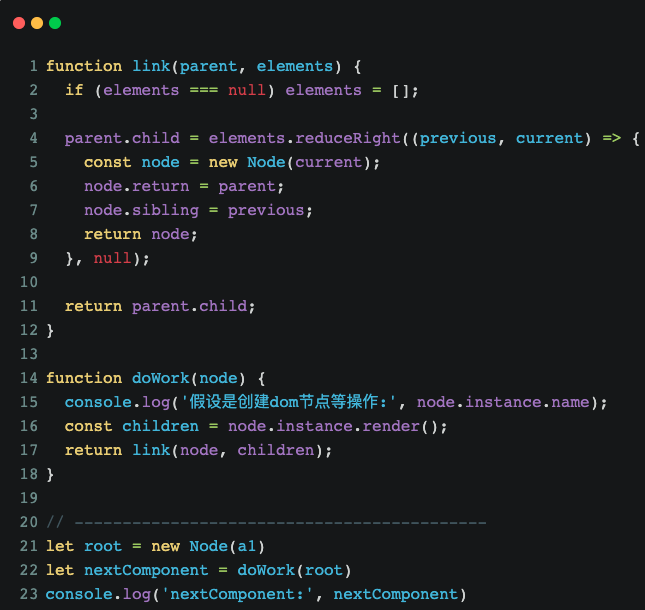 1 function link(parent, elements) {
2   if (elements === null) elements = [];
3
4   parent.child = elements.reduceRight((previous, current) => {
5     const node = new Node(current);
6     node.return = parent;
7     node.sibling = previous;
8     return node;
9   }, null);
10
11   return parent.child;
12 }
13
14 function doWork(node) {
15   console.log('假设是创建dom节点等操作:', node.instance.name);
16   const children = node.instance.render();
17   return link(node, children);
18 }
19
20 // -------------------------------------------
21 let root = new Node(a1)
22 let nextComponent = doWork(root)
23 console.log('nextComponent:', nextComponent)